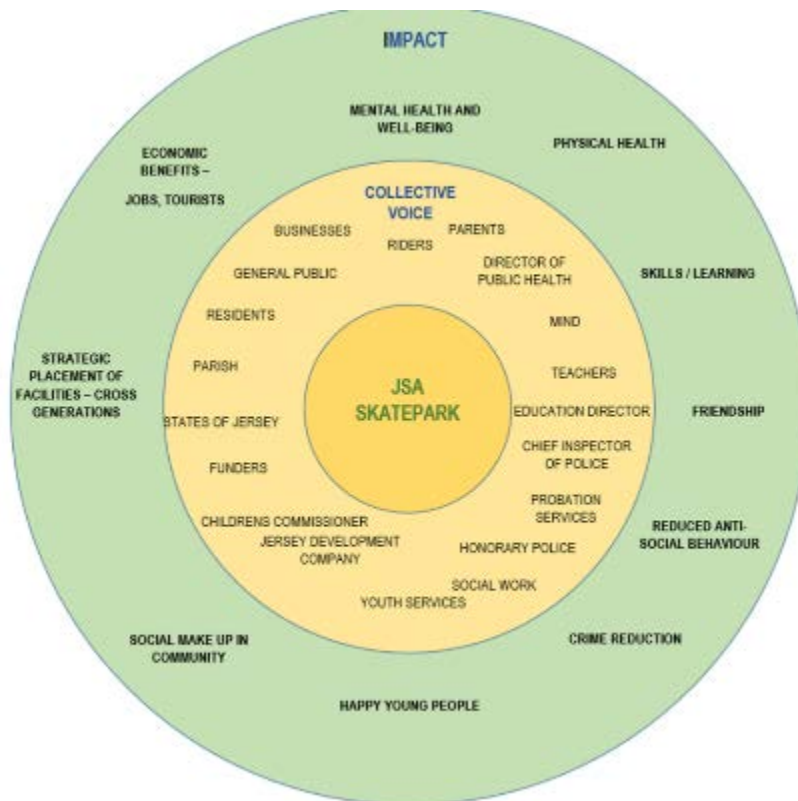 IMPACT
MENTAL HEALTH AND
WELL-BEING
PHYSICAL HEALTH
ECONOMIC
BENEFITS –
JOBS, TOURISTS
SKILLS / LEARNING
STRATEGIC
PLACEMENT OF
FACILITIES – CROSS
GENERATIONS
FRIENDSHIP
REDUCED ANTI-
SOCIAL BEHAVIOUR
CRIME REDUCTION
SOCIAL MAKE UP IN
COMMUNITY
HAPPY YOUNG PEOPLE
COLLECTIVE
VOICE
BUSINESSES
RIDERS
PARENTS
GENERAL PUBLIC
DIRECTOR OF
PUBLIC HEALTH
RESIDENTS
MIND
PARISH
TEACHERS
STATES OF JERSEY
EDUCATION DIRECTOR
FUNDERS
CHIEF INSPECTOR
OF POLICE
PROBATION
SERVICES
CHILDRENS COMMISSIONER
JERSEY DEVELOPMENT
COMPANY
HONORARY POLICE
SOCIAL WORK
YOUTH SERVICES
JSA
SKATEPARK